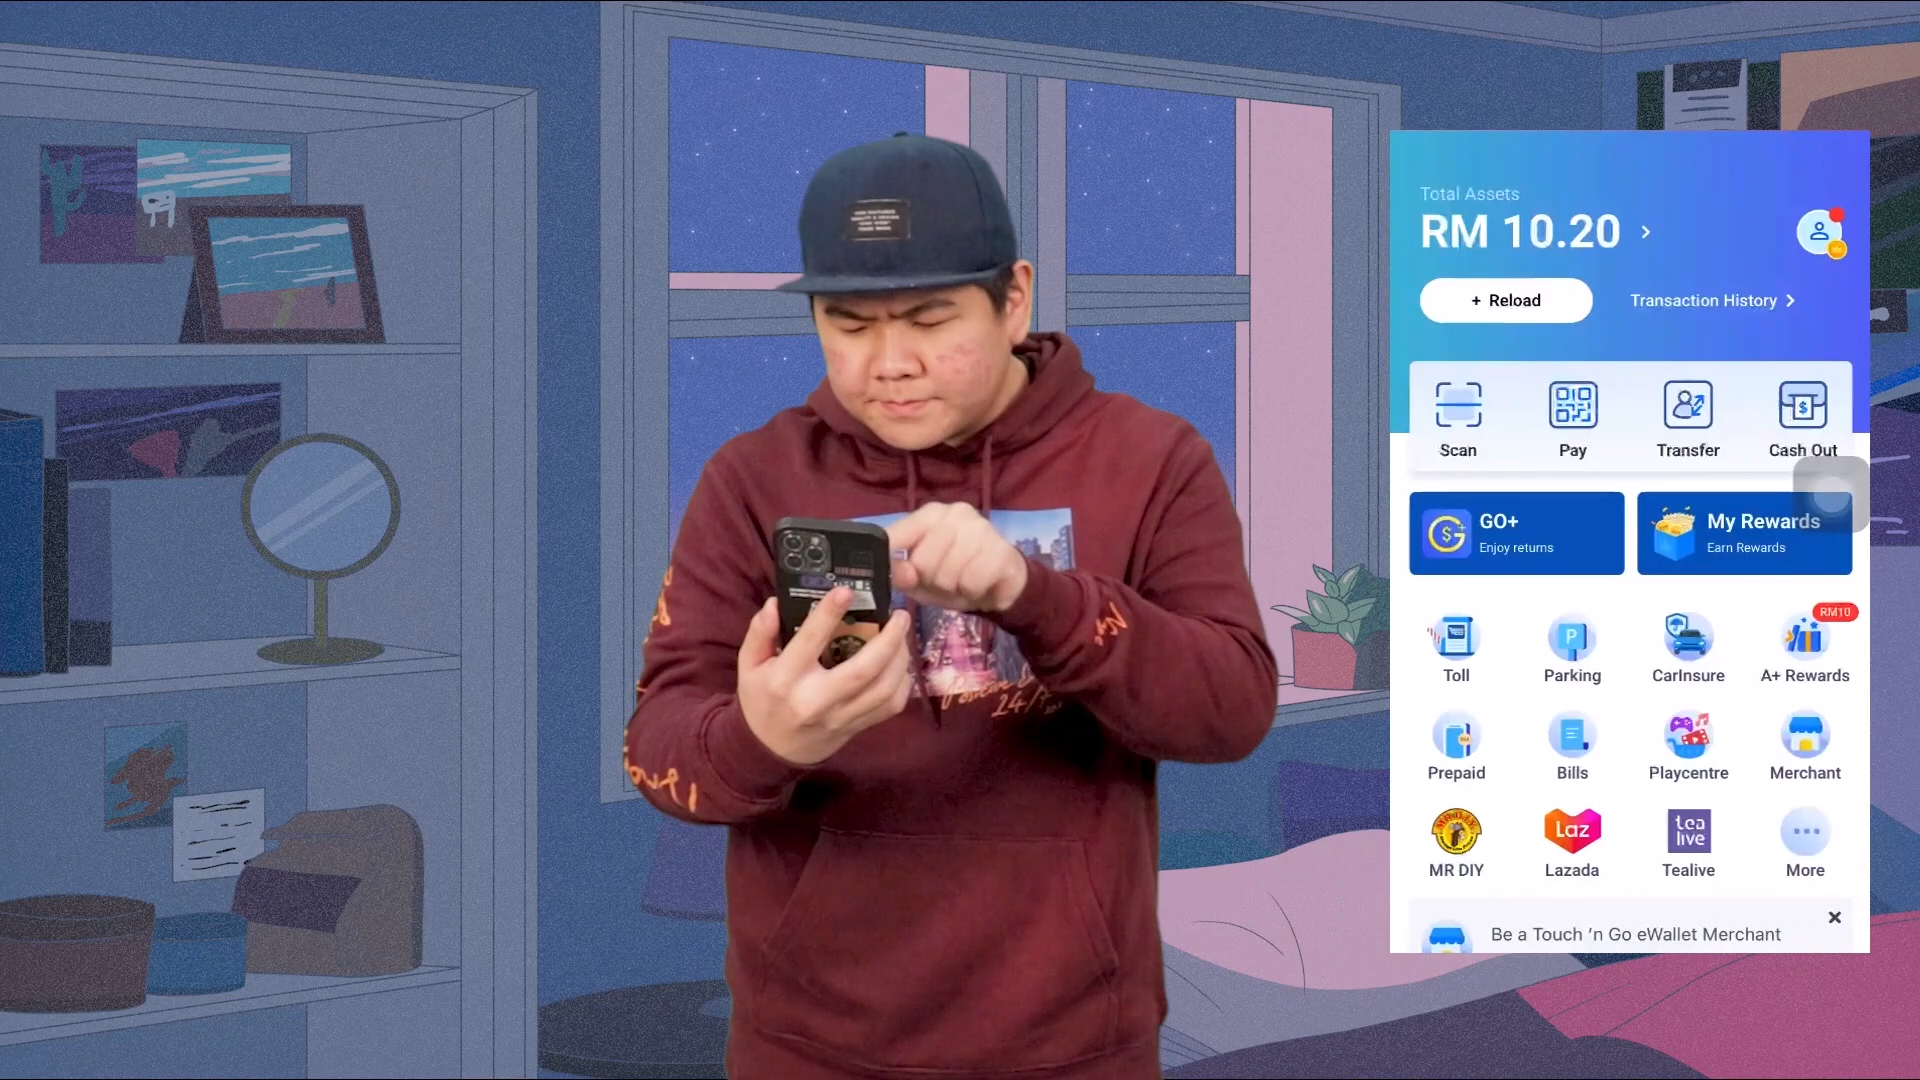 Total Assets
RM 10.20
+ Reload
Transaction History
Scan
Pay
Transfer
Cash Out
GO+
Enjoy returns
My Rewards
Earn Rewards
RM10
Toll
Parking
CarInsure
A+ Rewards
Prepaid
Bills
Playcentre
Merchant
Laz
tea
live
MR DIY
Lazada
Tealive
More
Be a Touch 'n Go eWallet Merchant